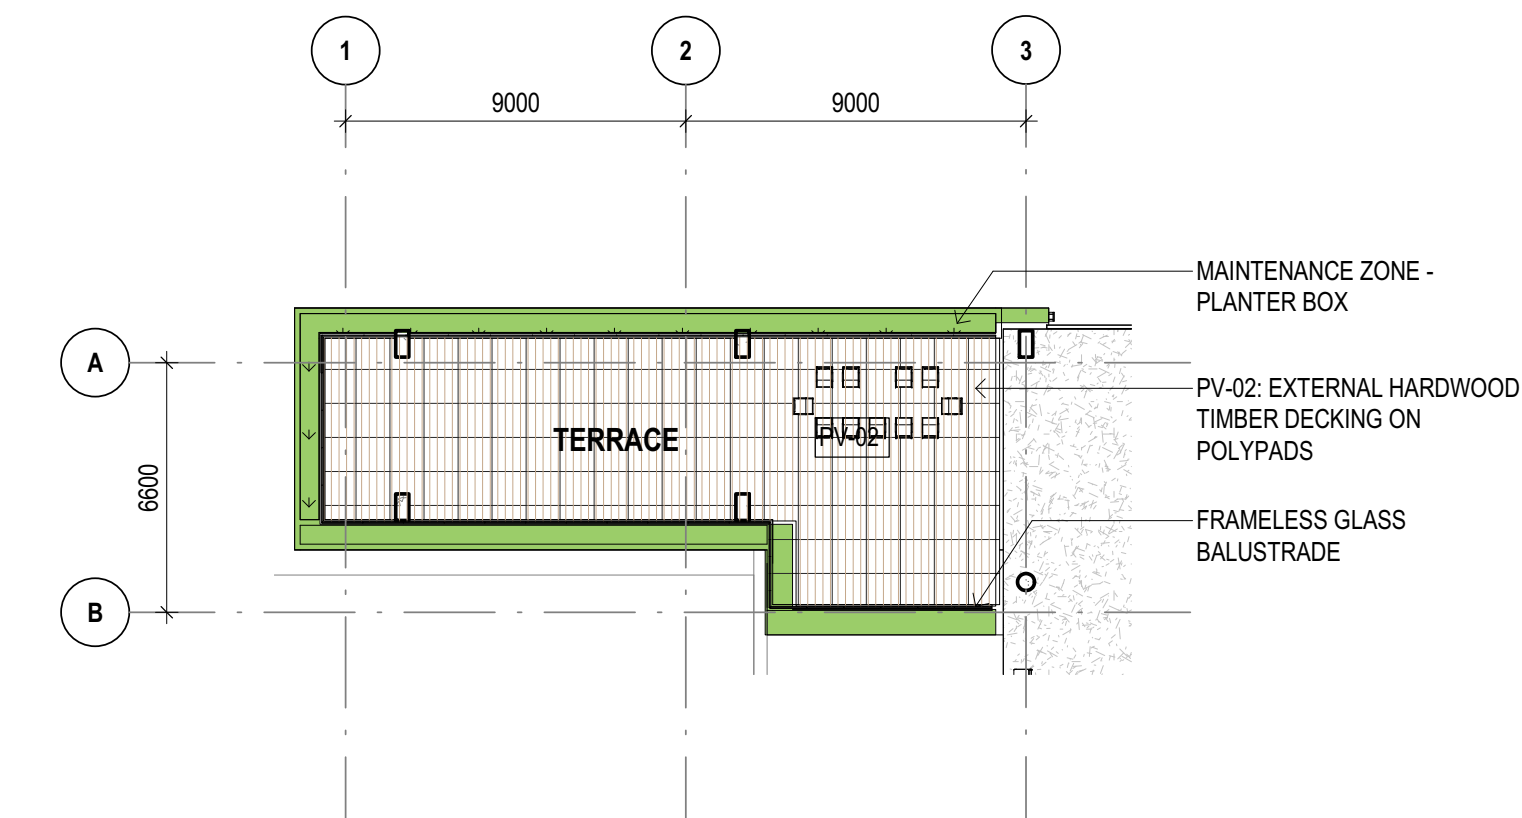 1
2
3
9000
9000
MAINTENANCE ZONE -
PLANTER BOX
A
PV-02: EXTERNAL HARDWOOD
TIMBER DECKING ON
POLYPADS
TERRACE
PV-02
6600
FRAMELESS GLASS
BALUSTRADE
B